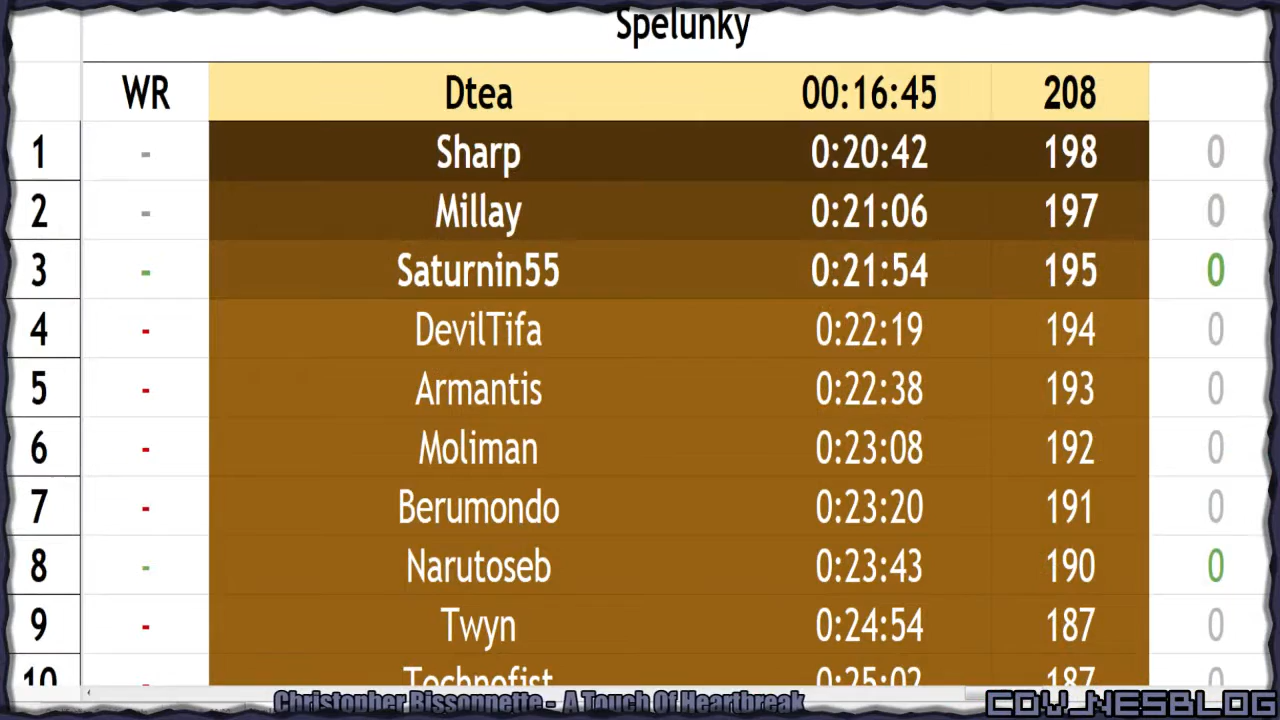 Spelunky
WR Dtea 00:16:45 208
1 - Sharp 0:20:42 198 0
2 - Millay 0:21:06 197 0
3 - Saturnin55 0:21:54 195 0
4 - DevilTifa 0:22:19 194 0
5 - Armantis 0:22:38 193 0
6 - Moliman 0:23:08 192 0
7 - Berumondo 0:23:20 191 0
8 - Narutoseb 0:23:43 190 0
9 - Twyn 0:24:54 187 0
10 - Technofist 0:25:02 187 0
Christopher Bissonnette - A Touch Of Heartbreak
CDV_NESBLOG